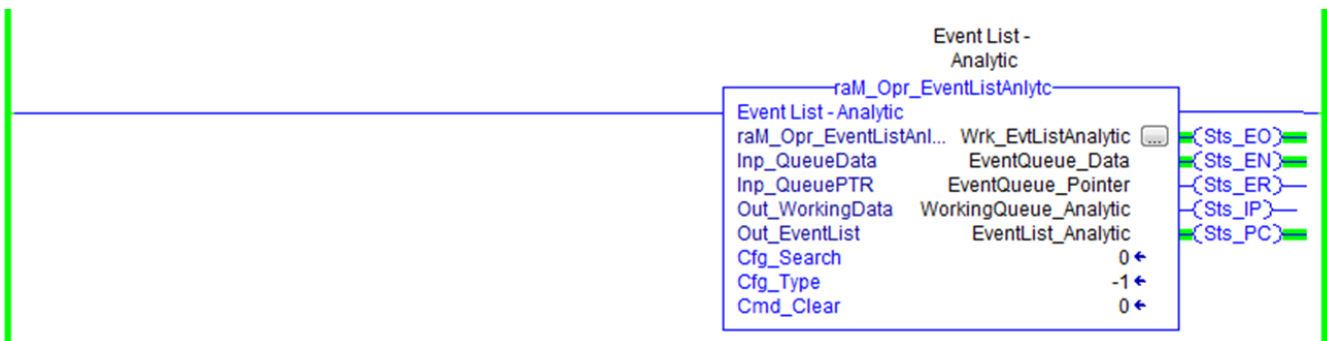 Event List -
Analytic
raM_Opr_EventListAnlytc
Event List - Analytic
raM_Opr_EventListAnl... Wrk_EvtListAnalytic ... Sts_EO
Inp_QueueData EventQueue_Data Sts_EN
Inp_QueuePTR EventQueue_Pointer Sts_ER
Out_WorkingData WorkingQueue_Analytic Sts_IP
Out_EventList EventList_Analytic Sts_PC
Cfg_Search 0
Cfg_Type -1
Cmd_Clear 0